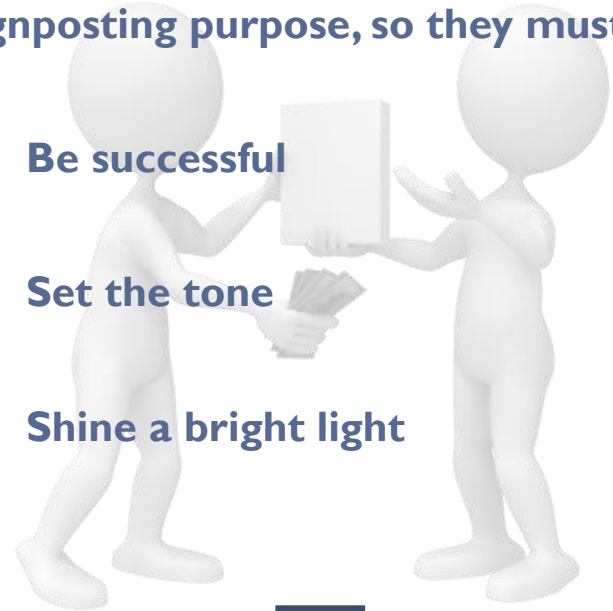 gnposting purpose, so they must
Be successful
Set the tone
Shine a bright light